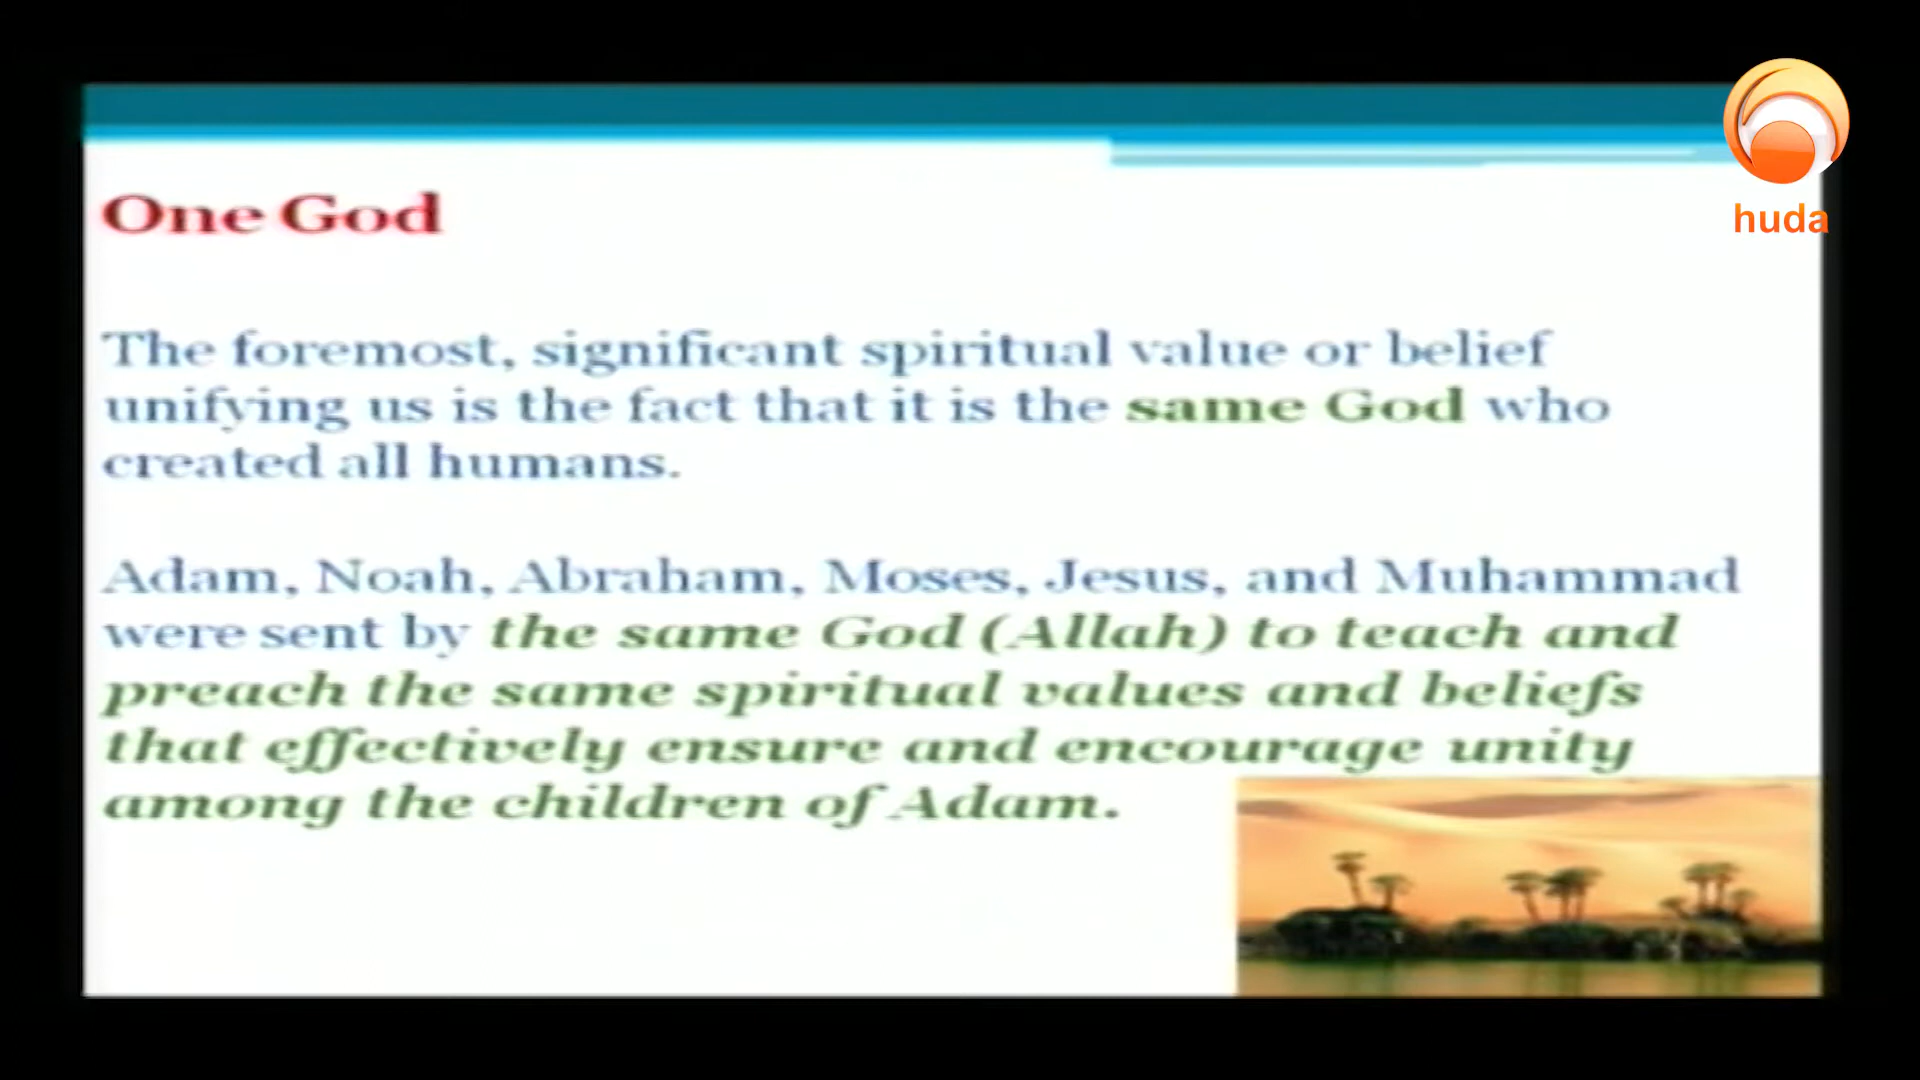 huda
One God
The foremost, significant spiritual value or belief
unifying us is the fact that it is the same God who
created all humans.
Adam, Noah, Abraham, Moses, Jesus, and Muhammad
were sent by the same God (Allah) to teach and
preach the same spiritual values and beliefs
that effectively ensure and encourage unity
among the children of Adam.